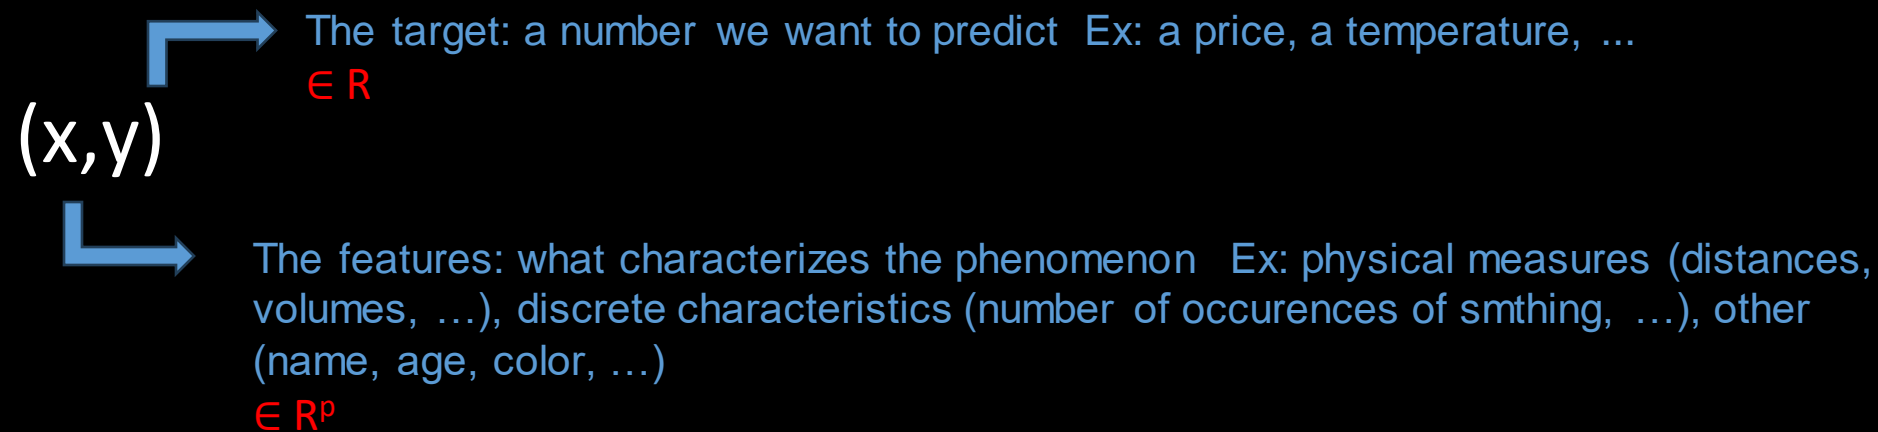 The target: a number we want to predict Ex: a price, a temperature, ...
∈ R
(x,y)
The features: what characterizes the phenomenon Ex: physical measures (distances,
volumes, …), discrete characteristics (number of occurences of smthing, …), other
(name, age, color, …)
∈ Rᵖ